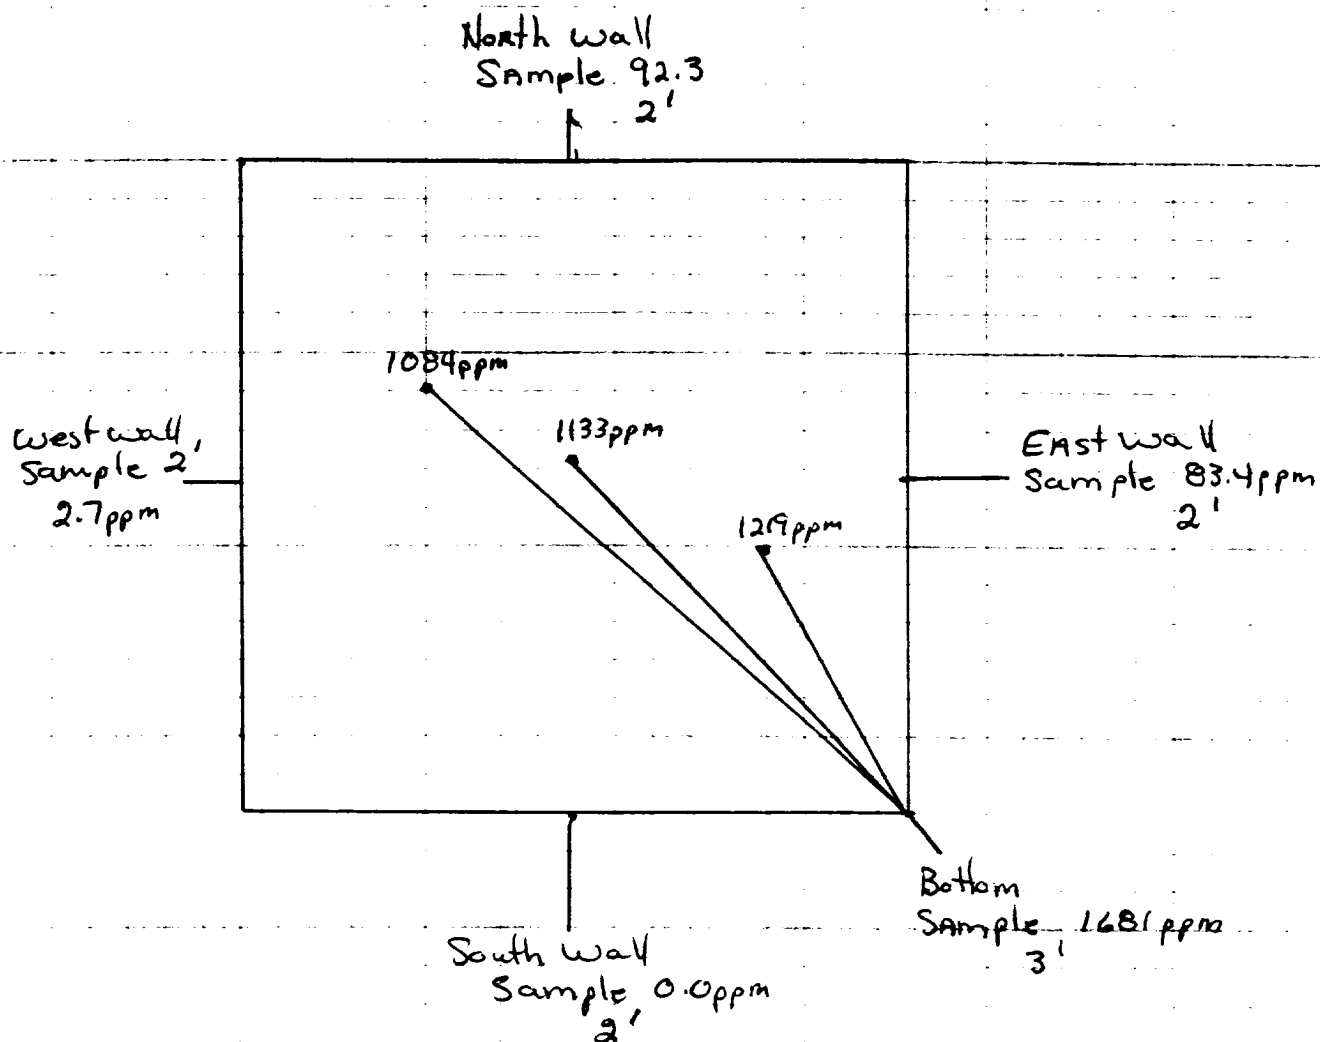 North Wall
Sample 92.3
2'
1084ppm
1133ppm
1219ppm
West wall,
Sample 2'
2.7ppm
East Wall
Sample 83.4ppm
2'
Bottom
Sample 1681ppm
3'
South Wall
Sample 0.0ppm
2'